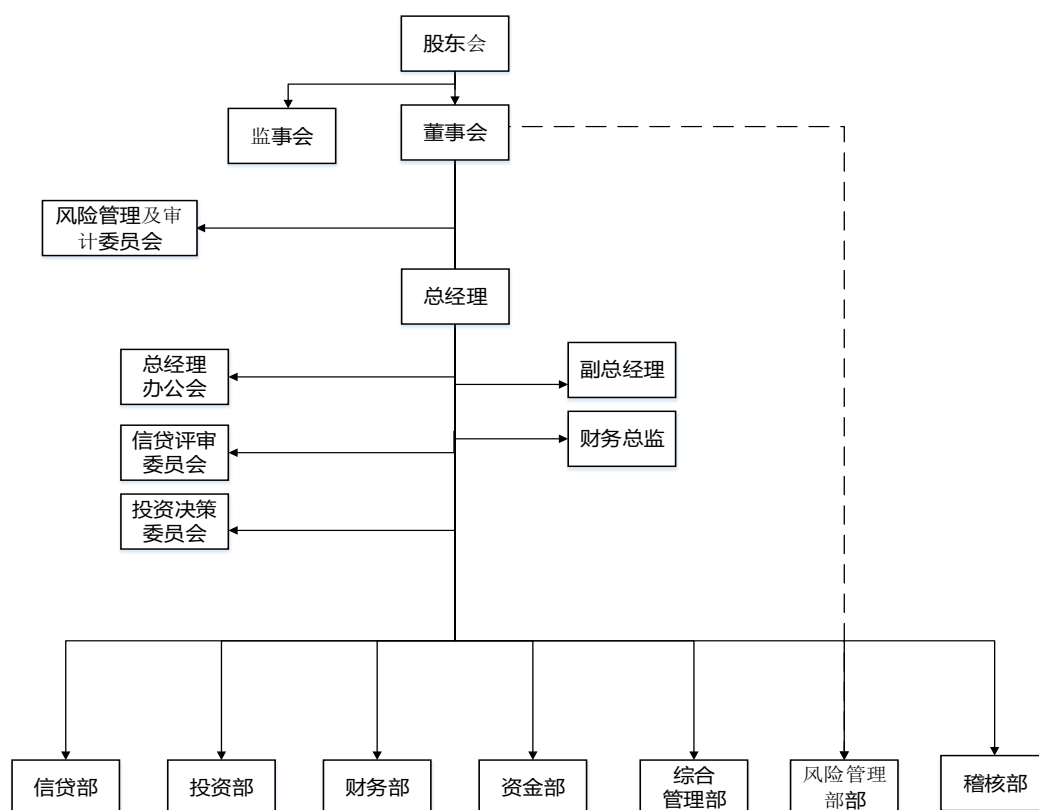 股东会
监事会
董事会
风险管理及审
计委员会
总经理
总经理
办公会
副总经理
信贷评审
委员会
财务总监
投资决策
委员会
信贷部
投资部
财务部
资金部
综合
管理部
风险管理
部部
稽核部